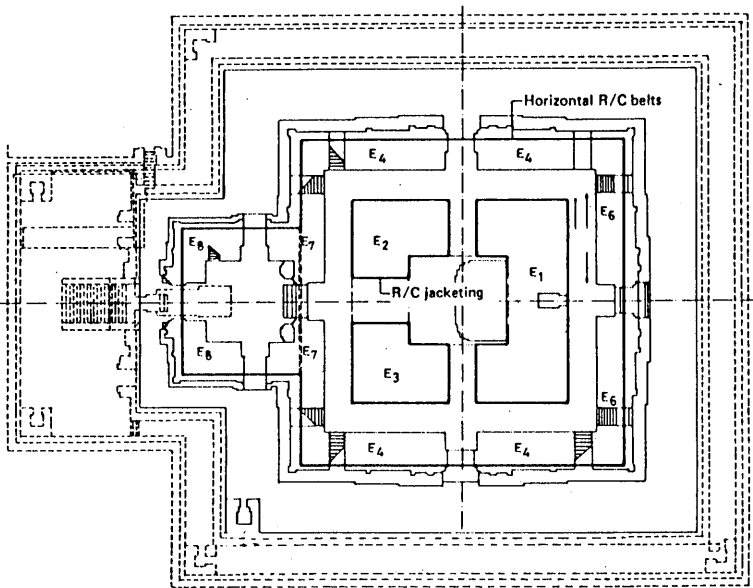 Horizontal R/C belts
E4
E4
E6
E8
E7
E2
E1
R/C jacketing
E8
E7
E3
E6
E4
E4